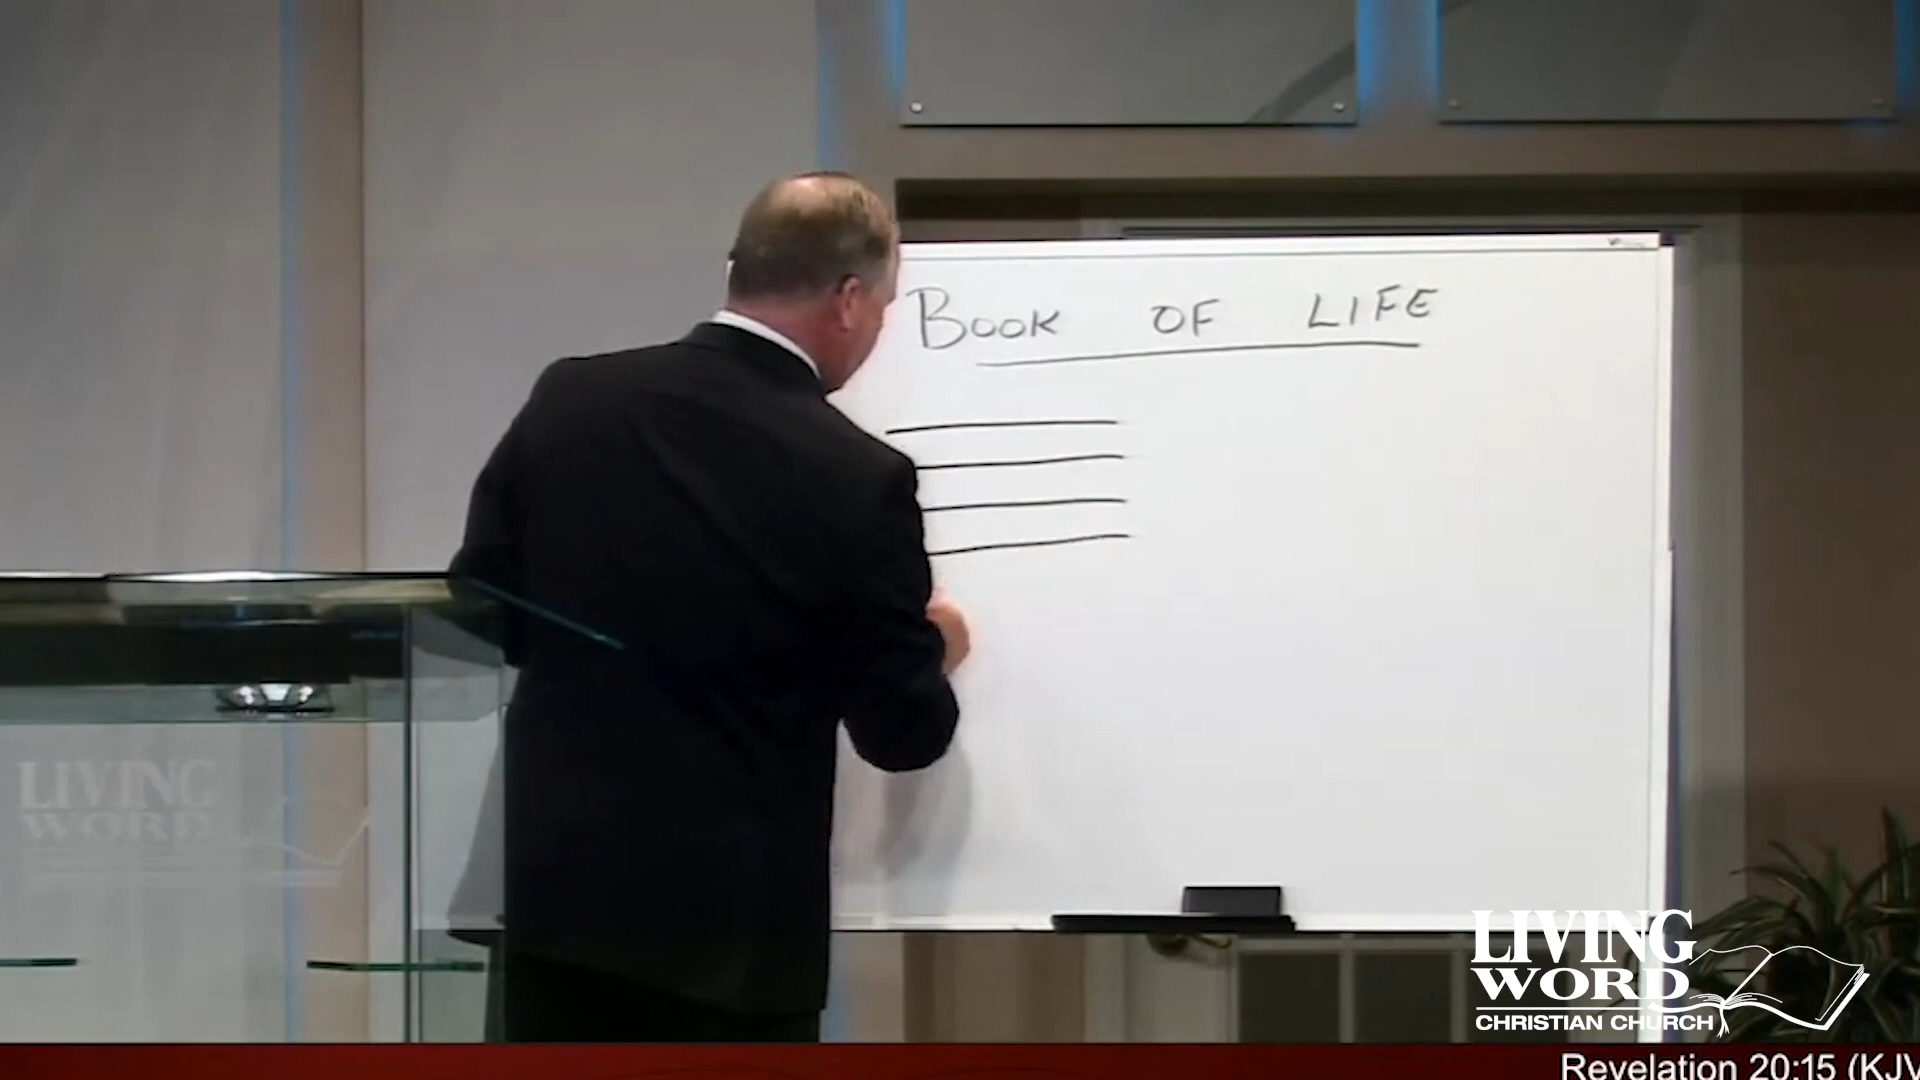 BOOK OF LIFE
LIVING
WORD
LIVING
WORD
CHRISTIAN CHURCH
Revelation 20:15 (KJV